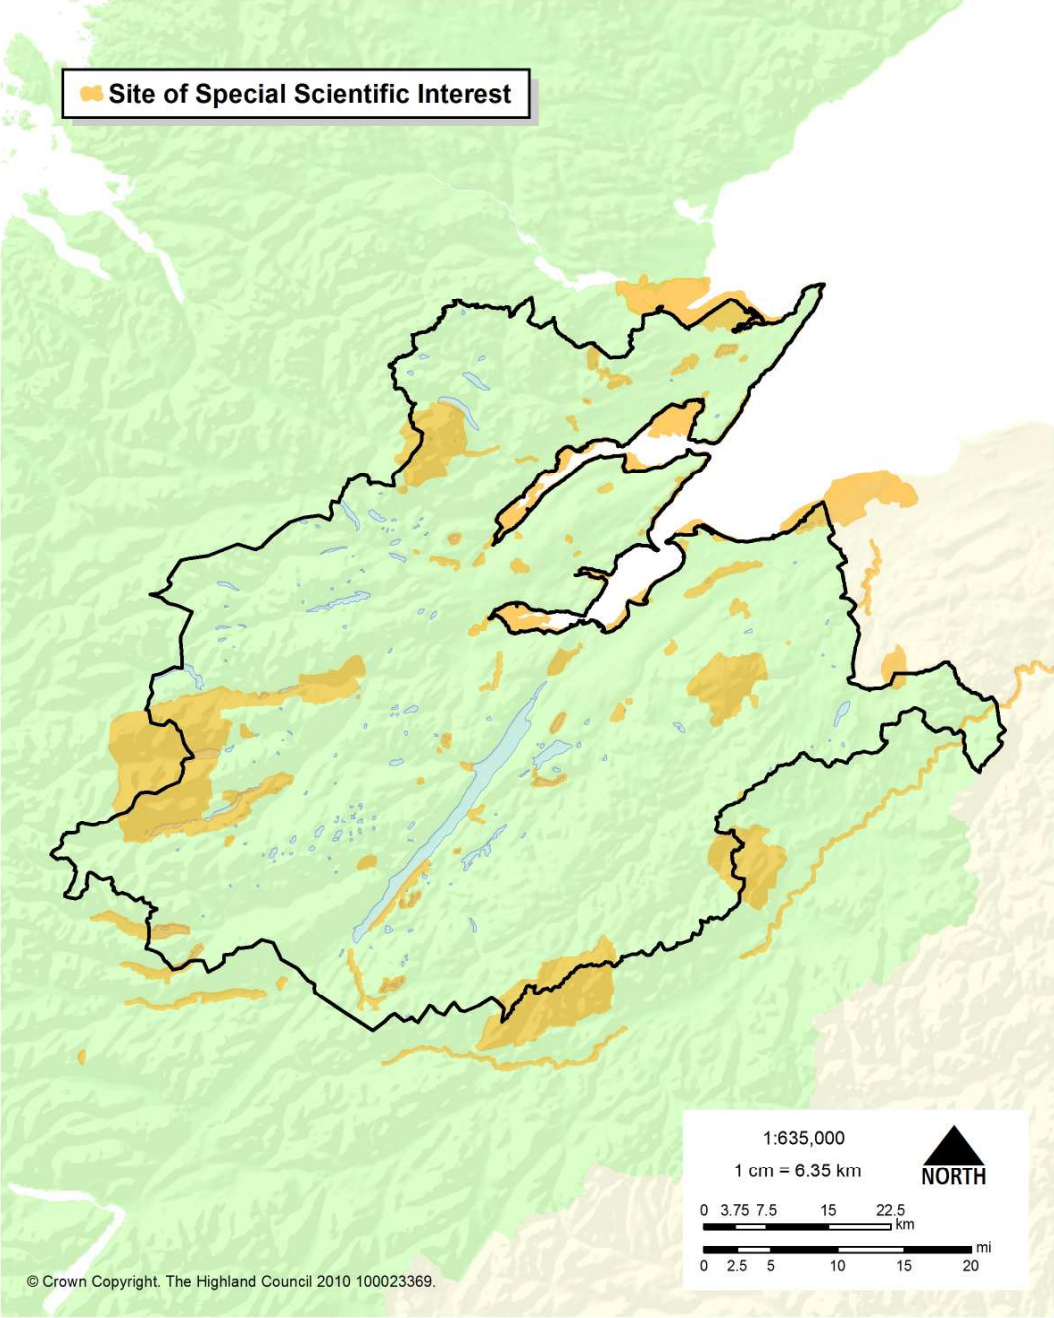 Site of Special Scientific Interest
1:635,000
1 cm = 6.35 km
NORTH
0 3.75 7.5 15 22.5
km
mi
0 2.5 5 10 15 20
© Crown Copyright. The Highland Council 2010 100023369.